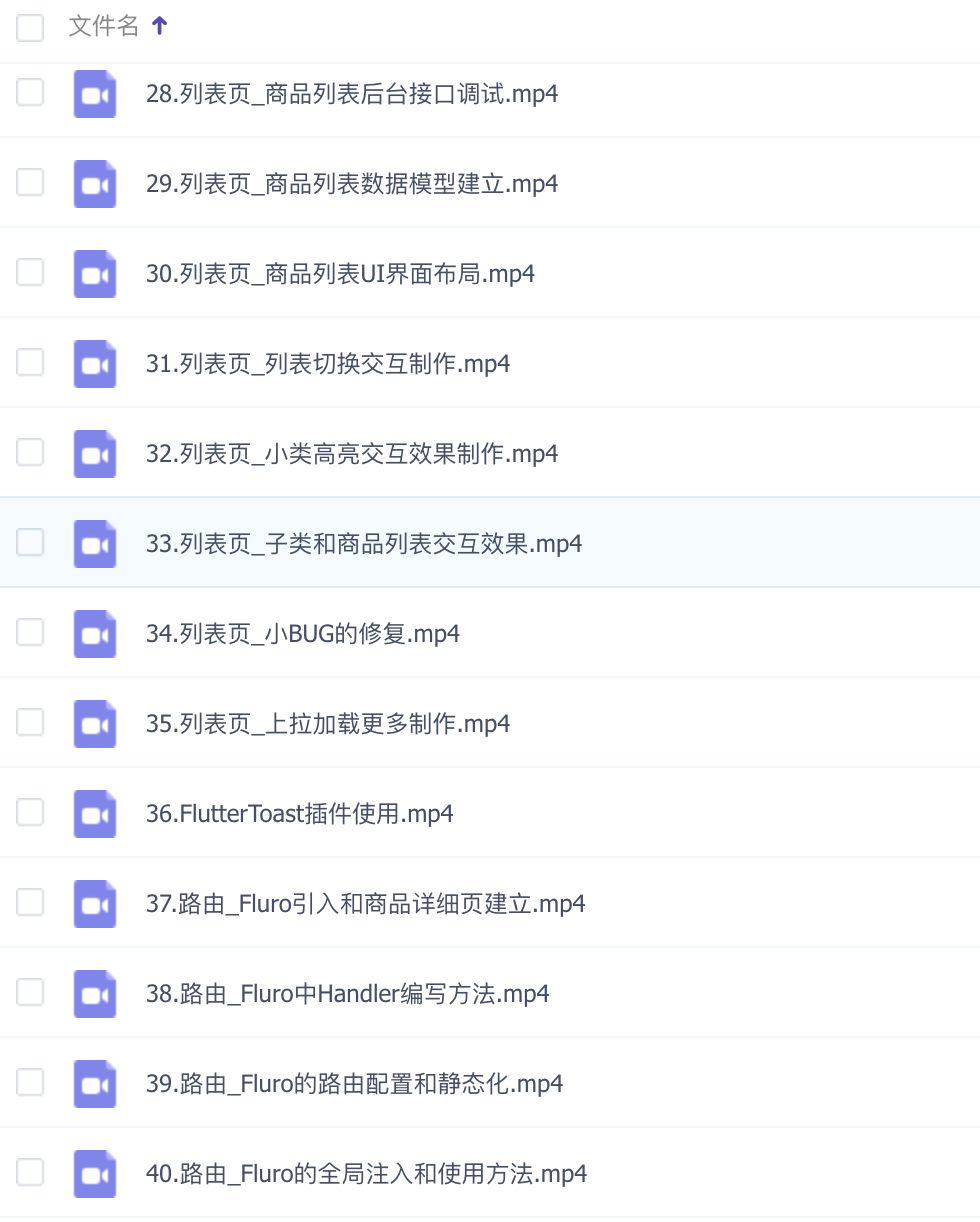 文件名
28.列表页_商品列表后台接口调试.mp4
29.列表页_商品列表数据模型建立.mp4
30.列表页_商品列表UI界面布局.mp4
31.列表页_列表切换交互制作.mp4
32.列表页_小类高亮交互效果制作.mp4
33.列表页_子类和商品列表交互效果.mp4
34.列表页_小BUG的修复.mp4
35.列表页_上拉加载更多制作.mp4
36.FlutterToast插件使用.mp4
37.路由_Fluro引入和商品详细页建立.mp4
38.路由_Fluro中Handler编写方法.mp4
39.路由_Fluro的路由配置和静态化.mp4
40.路由_Fluro的全局注入和使用方法.mp4